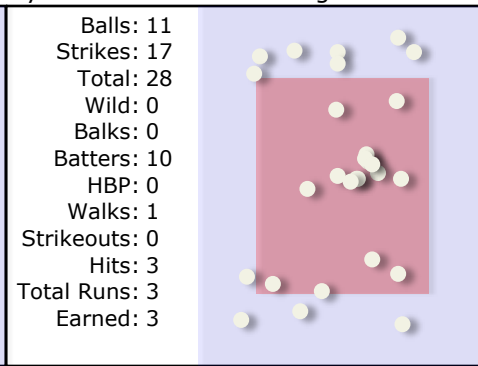 Balls: 11
Strikes: 17
Total: 28
Wild: 0
Balks: 0
Batters: 10
HBP: 0
Walks: 1
Strikeouts: 0
Hits: 3
Total Runs: 3
Earned: 3